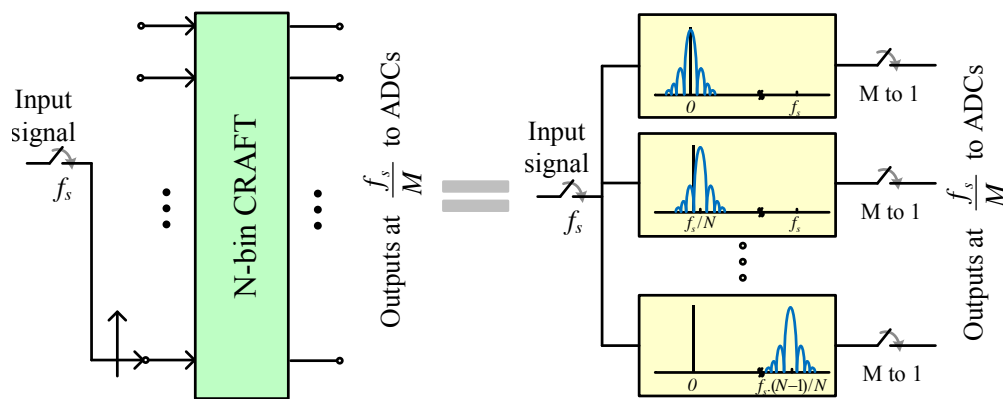 Input
signal
f_s
N-bin CRAFT
Outputs at f_s/M to ADCs
Input
signal
f_s
0
f_s
M to 1
f_s/N
f_s
M to 1
0
f_s.(N−1)/N
M to 1
Outputs at f_s/M to ADCs